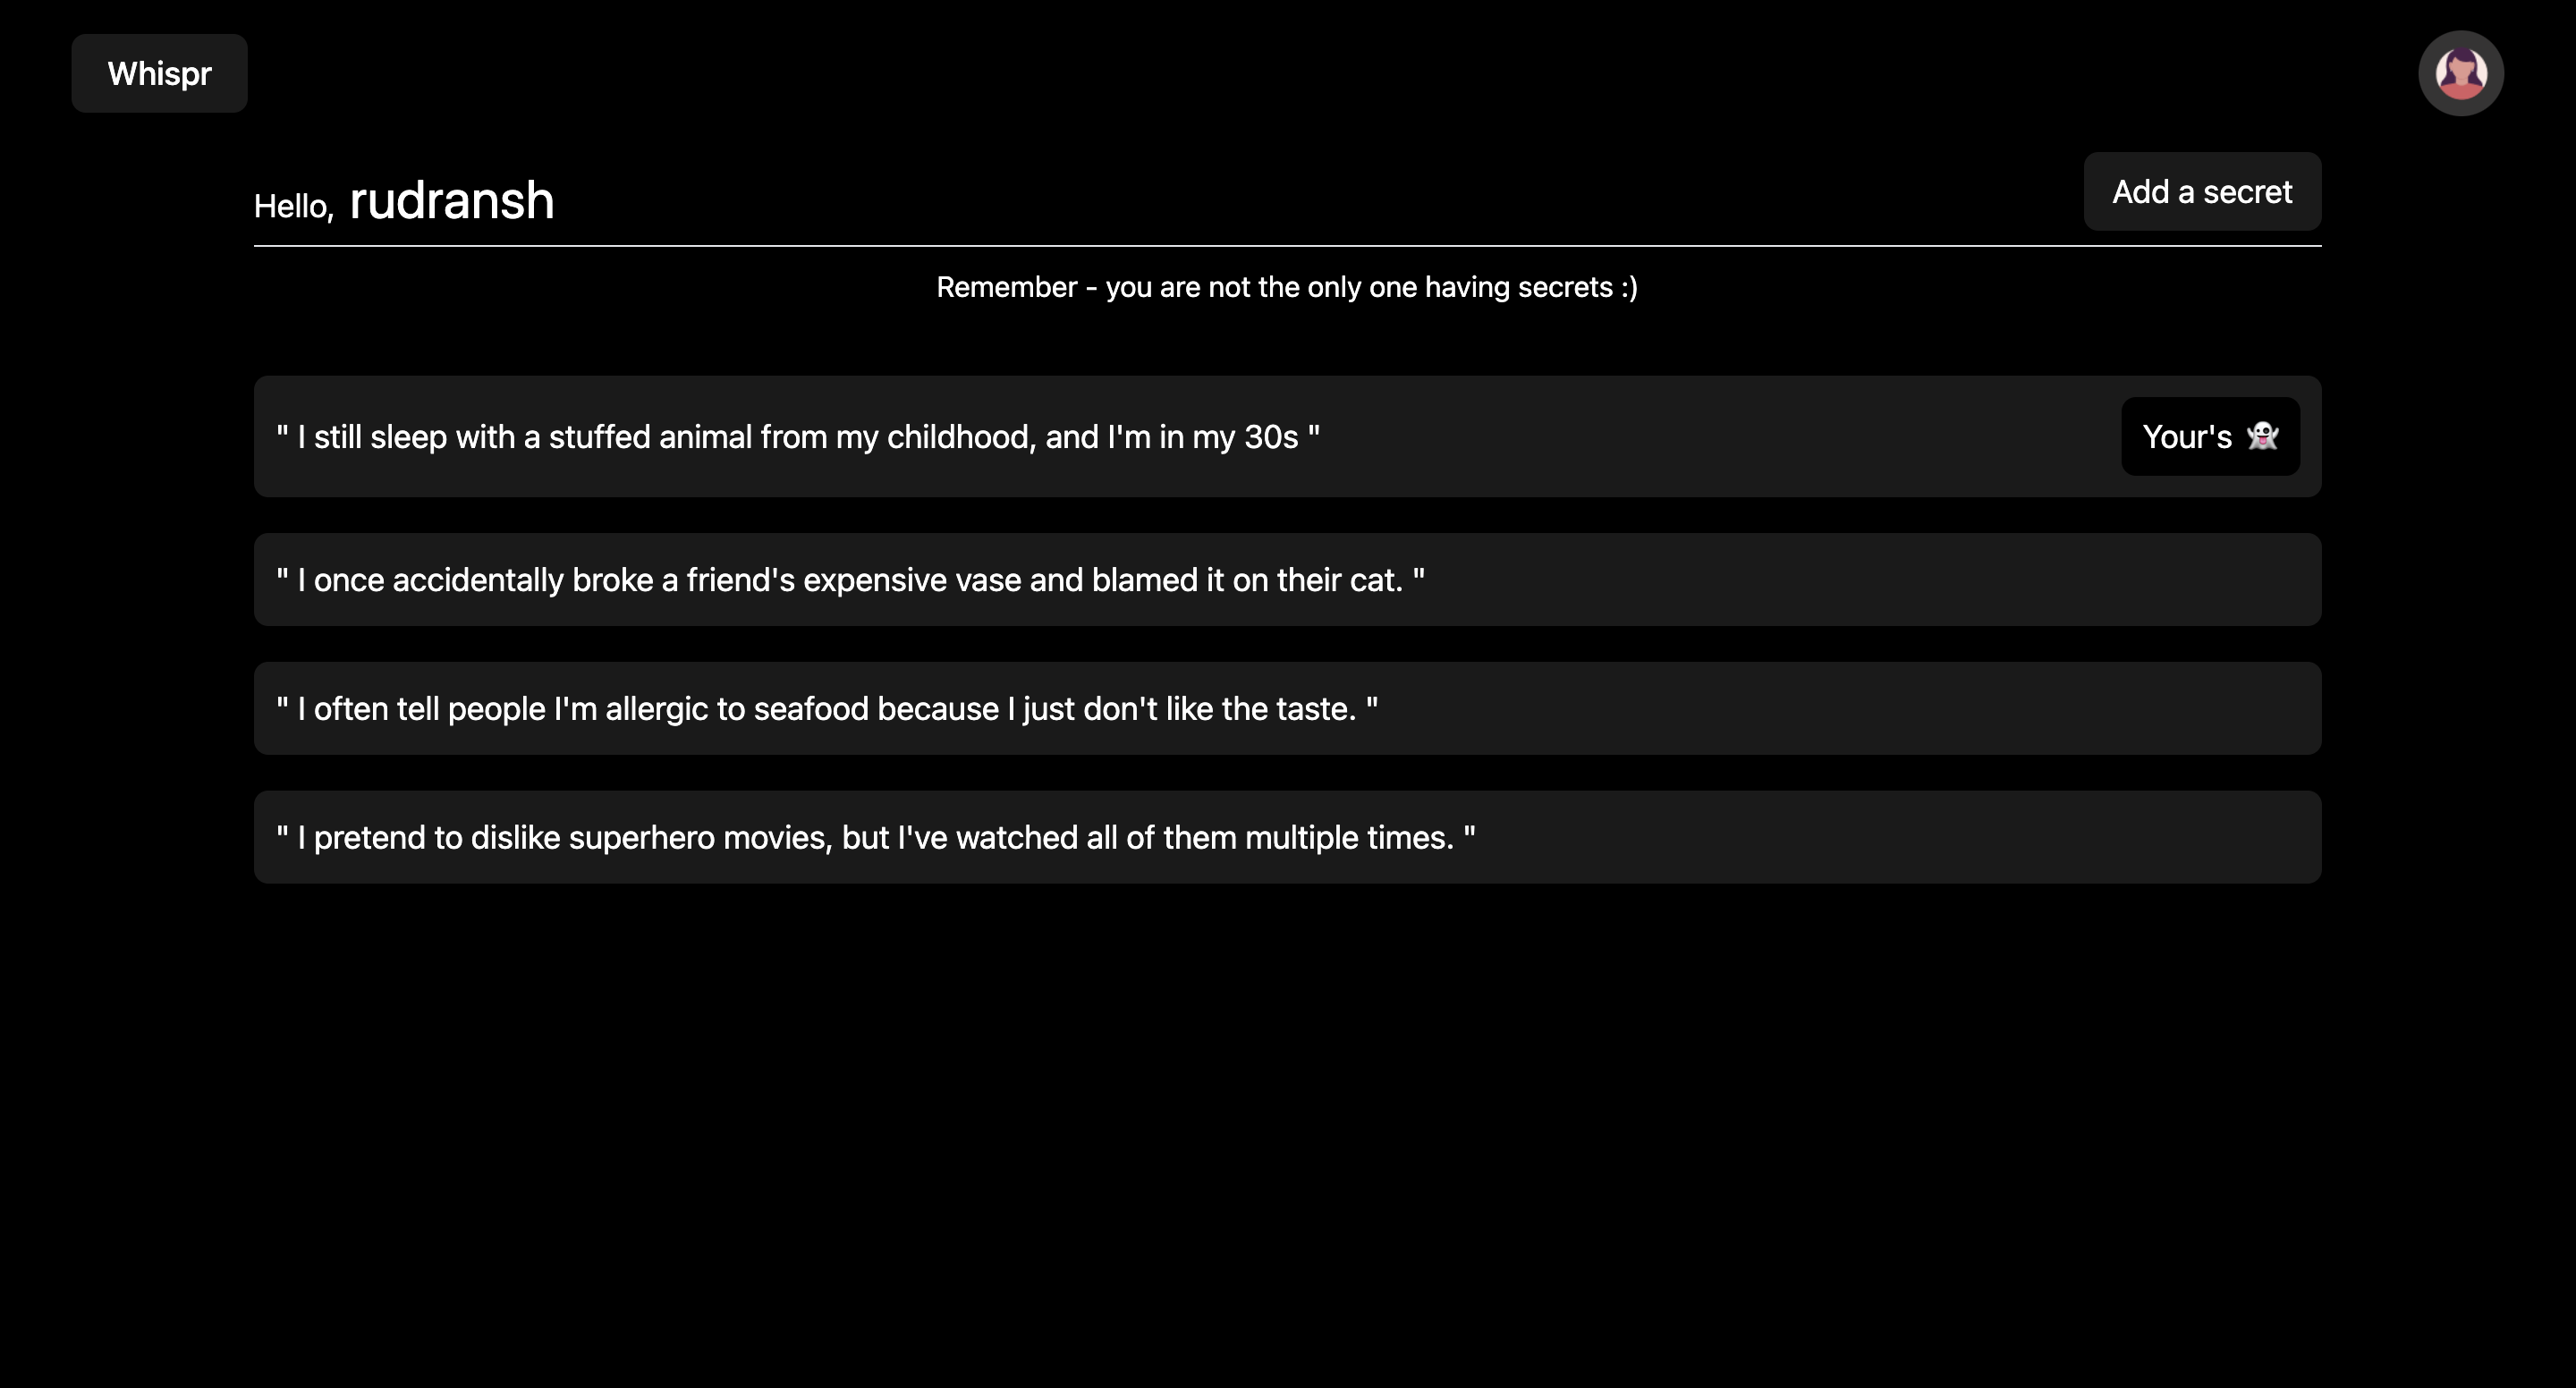 Whispr
Hello, rudransh
Add a secret
Remember - you are not the only one having secrets :)
" I still sleep with a stuffed animal from my childhood, and I'm in my 30s "
Your's 👻
" I once accidentally broke a friend's expensive vase and blamed it on their cat. "
" I often tell people I'm allergic to seafood because I just don't like the taste. "
" I pretend to dislike superhero movies, but I've watched all of them multiple times. "